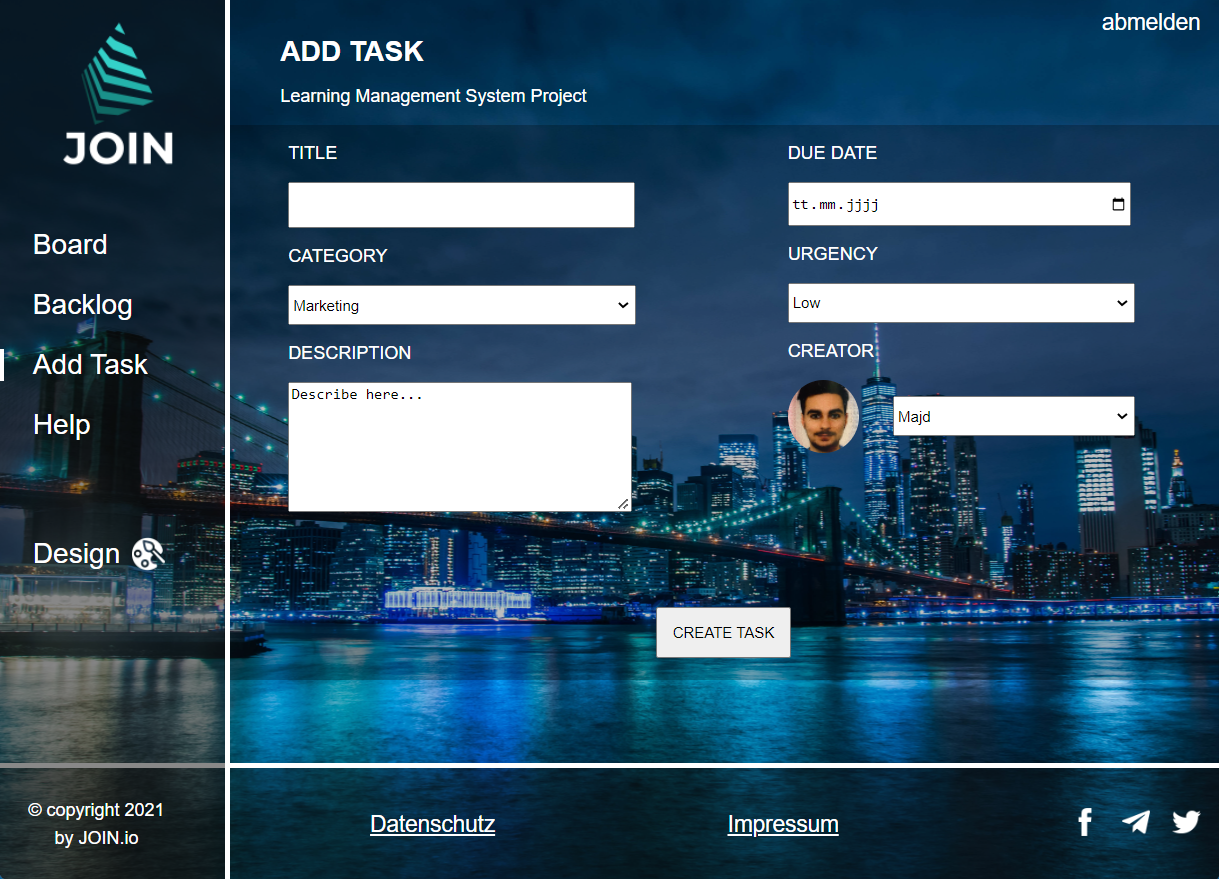 JOIN
Board
Backlog
Add Task
Help
Design
© copyright 2021
by JOIN.io
abmelden
ADD TASK
Learning Management System Project
TITLE
CATEGORY
Marketing
DESCRIPTION
Describe here...
DUE DATE
tt.mm.jjjj
URGENCY
Low
CREATOR
Majd
CREATE TASK
Datenschutz
Impressum